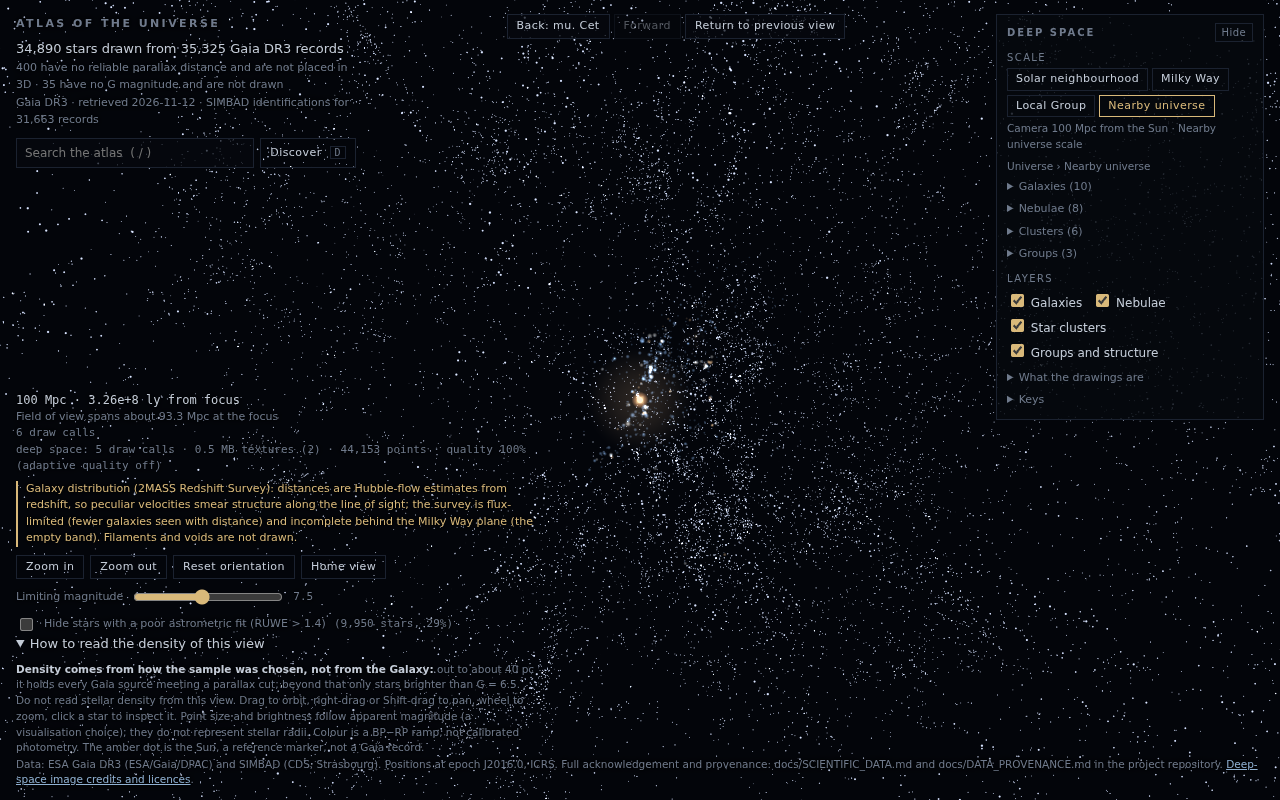 ATLAS OF THE UNIVERSE
34,890 stars drawn from 35,325 Gaia DR3 records
400 have no reliable parallax distance and are not placed in
3D · 35 have no G magnitude and are not drawn
Gaia DR3 · retrieved 2026-11-12 · SIMBAD identifications for
31,663 records
Search the atlas ( / )
Discover D
Back: mu. Cet
Forward
Return to previous view
DEEP SPACE
Hide
SCALE
Solar neighbourhood
Milky Way
Local Group
Nearby universe
Camera 100 Mpc from the Sun · Nearby
universe scale
Universe › Nearby universe
▶ Galaxies (10)
▶ Nebulae (8)
▶ Clusters (6)
▶ Groups (3)
LAYERS
Galaxies
Nebulae
Star clusters
Groups and structure
▶ What the drawings are
▶ Keys
100 Mpc · 3.26e+8 ly from focus
Field of view spans about 93.3 Mpc at the focus
6 draw calls
deep space: 5 draw calls · 0.5 MB textures (2) · 44,153 points · quality 100%
(adaptive quality off)
Galaxy distribution (2MASS Redshift Survey): distances are Hubble-flow estimates from
redshift, so peculiar velocities smear structure along the line of sight; the survey is flux-
limited (fewer galaxies seen with distance) and incomplete behind the Milky Way plane (the
empty band). Filaments and voids are not drawn.
Zoom in
Zoom out
Reset orientation
Home view
Limiting magnitude
7.5
Hide stars with a poor astrometric fit (RUWE > 1.4) (9,950 stars, 29%)
▼ How to read the density of this view
Density comes from how the sample was chosen, not from the Galaxy: out to about 40 pc
it holds every Gaia source meeting a parallax cut; beyond that only stars brighter than G = 6.5.
Do not read stellar density from this view. Drag to orbit, right-drag or Shift-drag to pan, wheel to
zoom, click a star to inspect it. Point size and brightness follow apparent magnitude (a
visualisation choice); they do not represent stellar radii. Colour is a BP−RP ramp, not calibrated
photometry. The amber dot is the Sun, a reference marker, not a Gaia record.
Data: ESA Gaia DR3 (ESA/Gaia/DPAC) and SIMBAD (CDS, Strasbourg). Positions at epoch J2016.0, ICRS. Full acknowledgement and provenance: docs/SCIENTIFIC_DATA.md and docs/DATA_PROVENANCE.md in the project repository. Deep-
space image credits and licences.